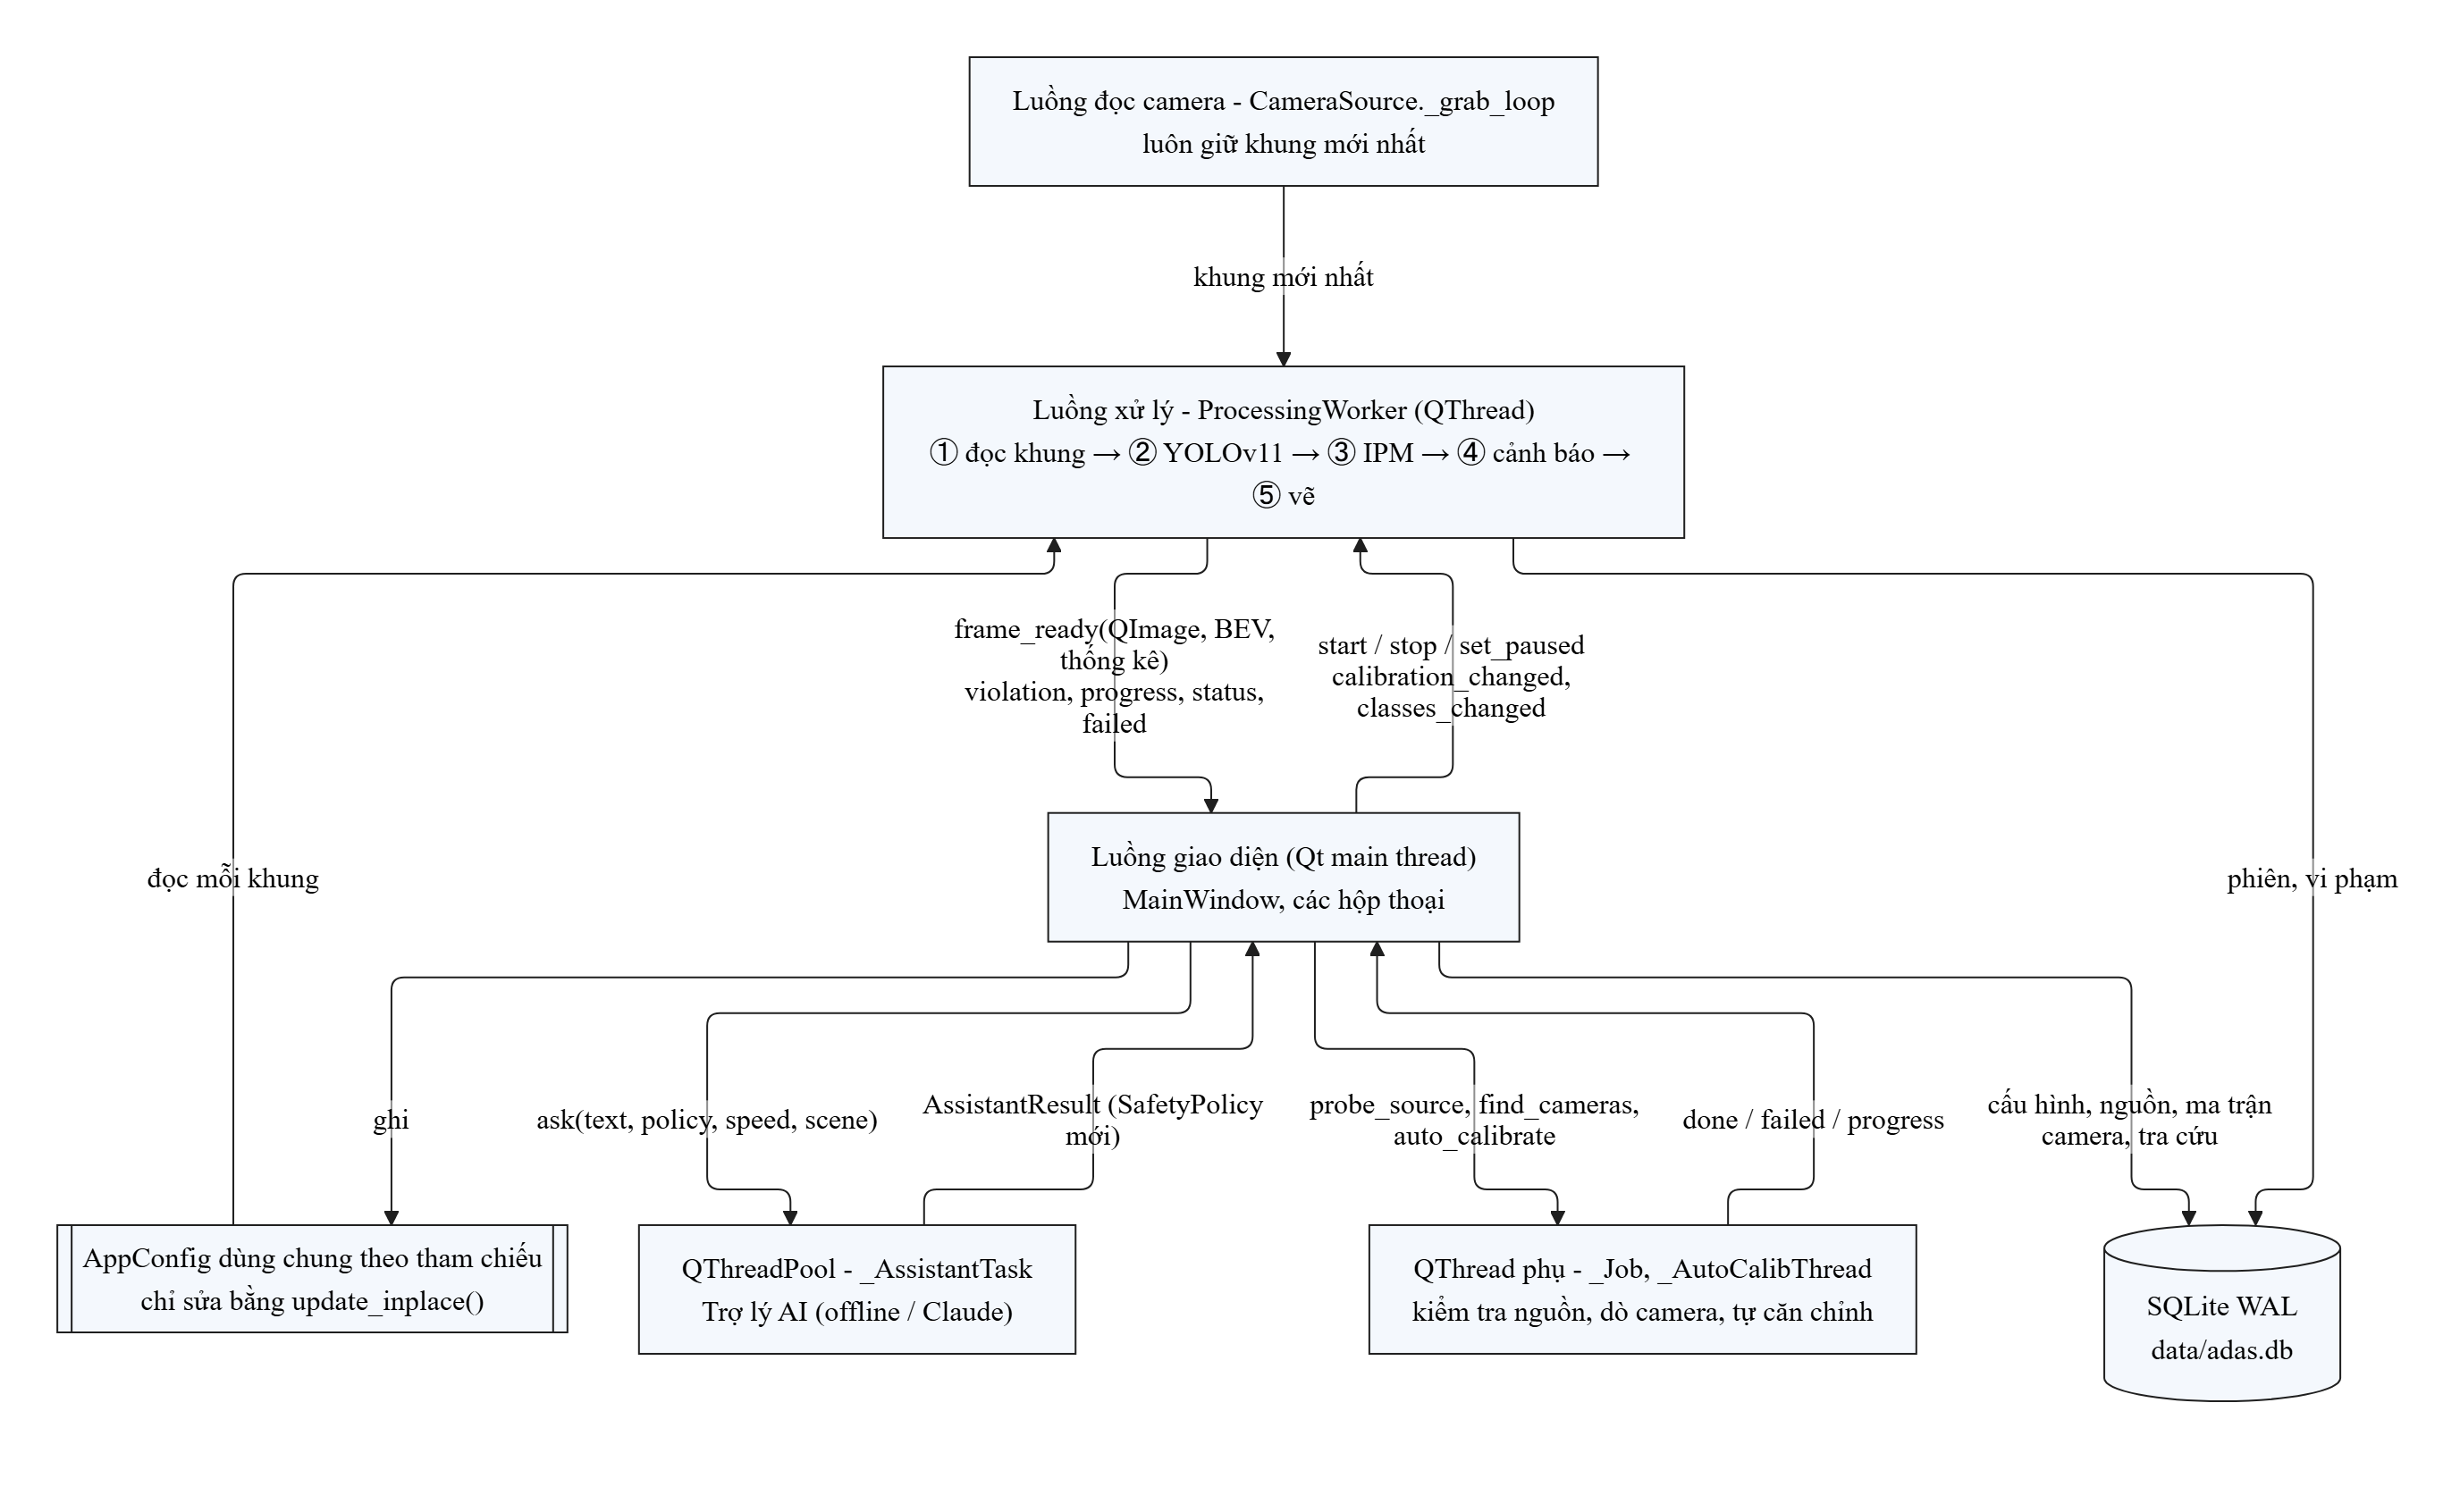 Luồng đọc camera - CameraSource._grab_loop
luôn giữ khung mới nhất
khung mới nhất
Luồng xử lý - ProcessingWorker (QThread)
① đọc khung → ② YOLOv11 → ③ IPM → ④ cảnh báo →
⑤ vẽ
frame_ready(QImage, BEV,
thống kê)
violation, progress, status,
failed
start / stop / set_paused
calibration_changed,
classes_changed
Luồng giao diện (Qt main thread)
MainWindow, các hộp thoại
đọc mỗi khung
phiên, vi phạm
ghi
ask(text, policy, speed, scene)
AssistantResult (SafetyPolicy
mới)
probe_source, find_cameras,
auto_calibrate
done / failed / progress
cấu hình, nguồn, ma trận
camera, tra cứu
AppConfig dùng chung theo tham chiếu
chỉ sửa bằng update_inplace()
QThreadPool - _AssistantTask
Trợ lý AI (offline / Claude)
QThread phụ - _Job, _AutoCalibThread
kiểm tra nguồn, dò camera, tự căn chỉnh
SQLite WAL
data/adas.db